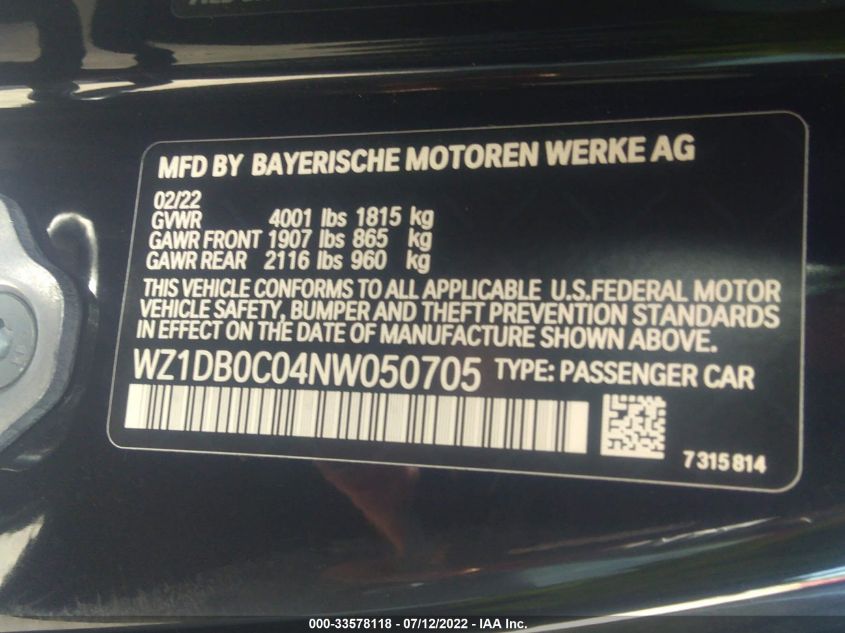 MFD BY BAYERISCHE MOTOREN WERKE AG
02/22
GVWR 4001 lbs 1815 kg
GAWR FRONT 1907 lbs 865 kg
GAWR REAR 2116 lbs 960 kg
THIS VEHICLE CONFORMS TO ALL APPLICABLE U.S.FEDERAL MOTOR
VEHICLE SAFETY, BUMPER AND THEFT PREVENTION STANDARDS
IN EFFECT ON THE DATE OF MANUFACTURE SHOWN ABOVE.
WZ1DB0C04NW050705 TYPE: PASSENGER CAR
7315814
000-33578118 - 07/12/2022 - IAA Inc.